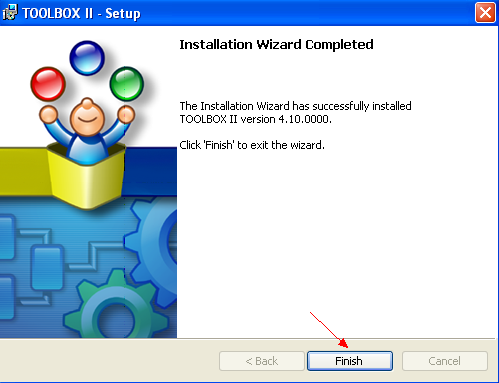 TOOLBOX II - Setup
Installation Wizard Completed
The Installation Wizard has successfully installed
TOOLBOX II version 4.10.0000.
Click 'Finish' to exit the wizard.
< Back
Finish
Cancel